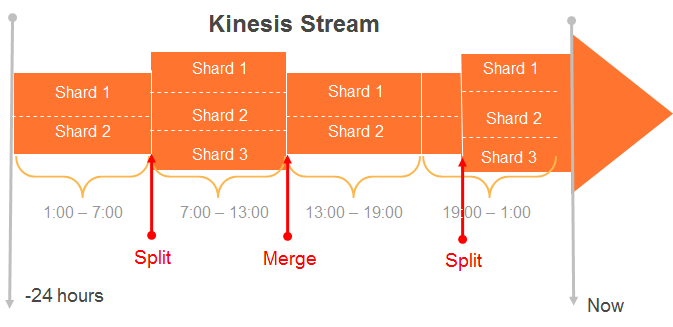 Kinesis Stream
Shard 1
Shard 2
Shard 1
Shard 2
Shard 3
Shard 1
Shard 2
Shard 1
Shard 2
Shard 3
1:00 – 7:00
7:00 – 13:00
13:00 – 19:00
19:00 – 1:00
Split
Merge
Split
-24 hours
Now